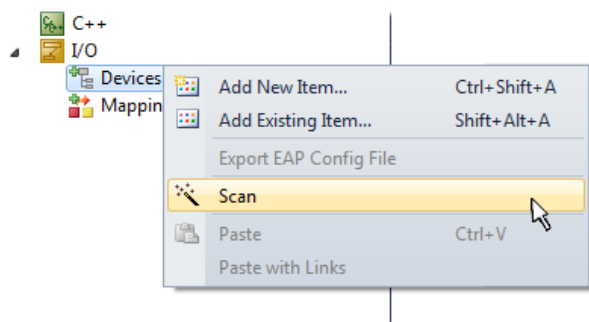 C++
I/O
Devices
Mappin
Add New Item... Ctrl+Shift+A
Add Existing Item... Shift+Alt+A
Export EAP Config File
Scan
Paste Ctrl+V
Paste with Links